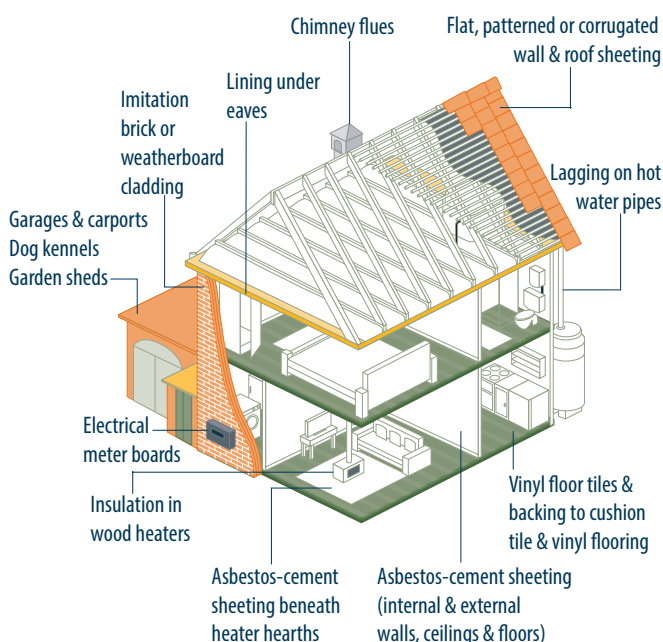 Chimney flues
Flat, patterned or corrugated
wall & roof sheeting
Lining under
eaves
Imitation
brick or
weatherboard
cladding
Lagging on hot
water pipes
Garages & carports
Dog kennels
Garden sheds
Electrical
meter boards
Insulation in
wood heaters
Vinyl floor tiles &
backing to cushion
tile & vinyl flooring
Asbestos-cement
sheeting beneath
heater hearths
Asbestos-cement sheeting
(internal & external
walls, ceilings & floors)